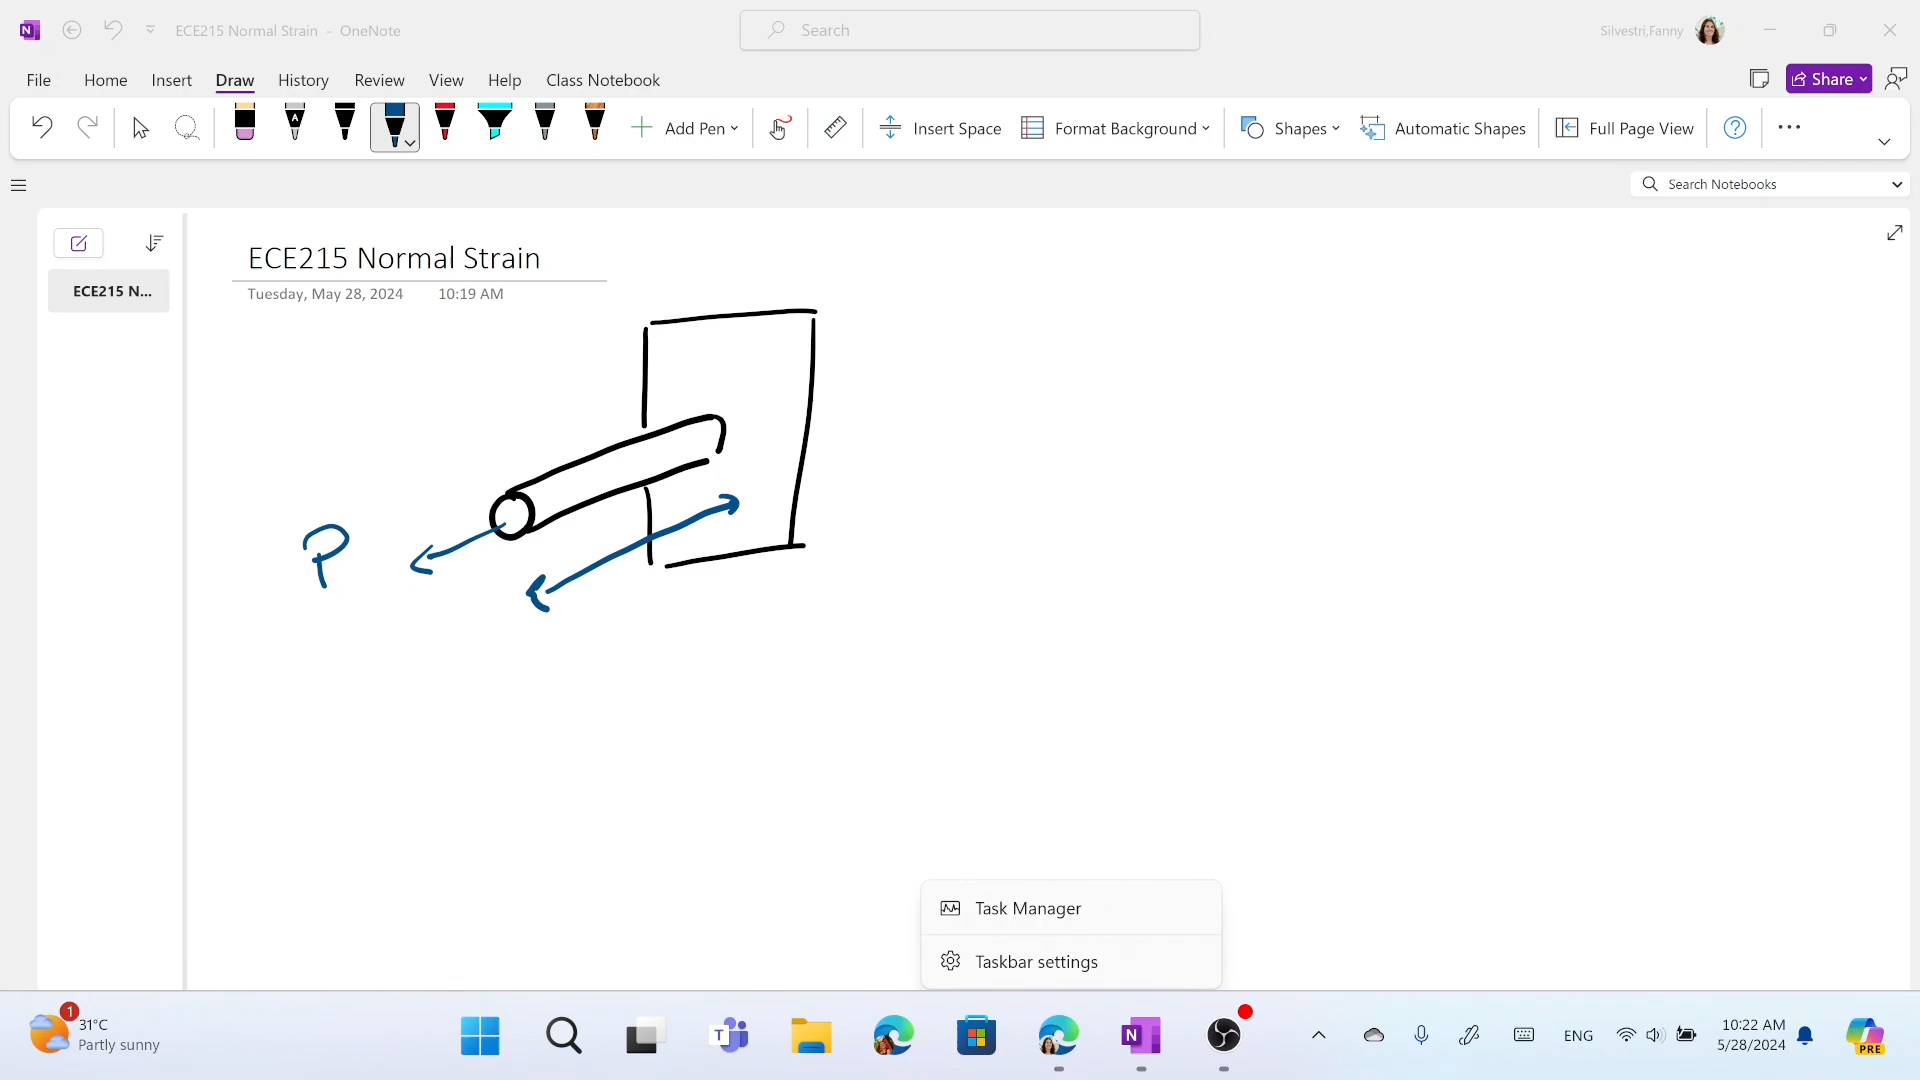 ECE215 Normal Strain - OneNote
Search
Silvestri,Fanny
File Home Insert Draw History Review View Help Class Notebook
Share
Add Pen
Insert Space
Format Background
Shapes
Automatic Shapes
Full Page View
Search Notebooks
ECE215 N...
ECE215 Normal Strain
Tuesday, May 28, 2024 10:19 AM
P
Task Manager
Taskbar settings
1
31°C
Partly sunny
ENG
10:22 AM
5/28/2024
PRE